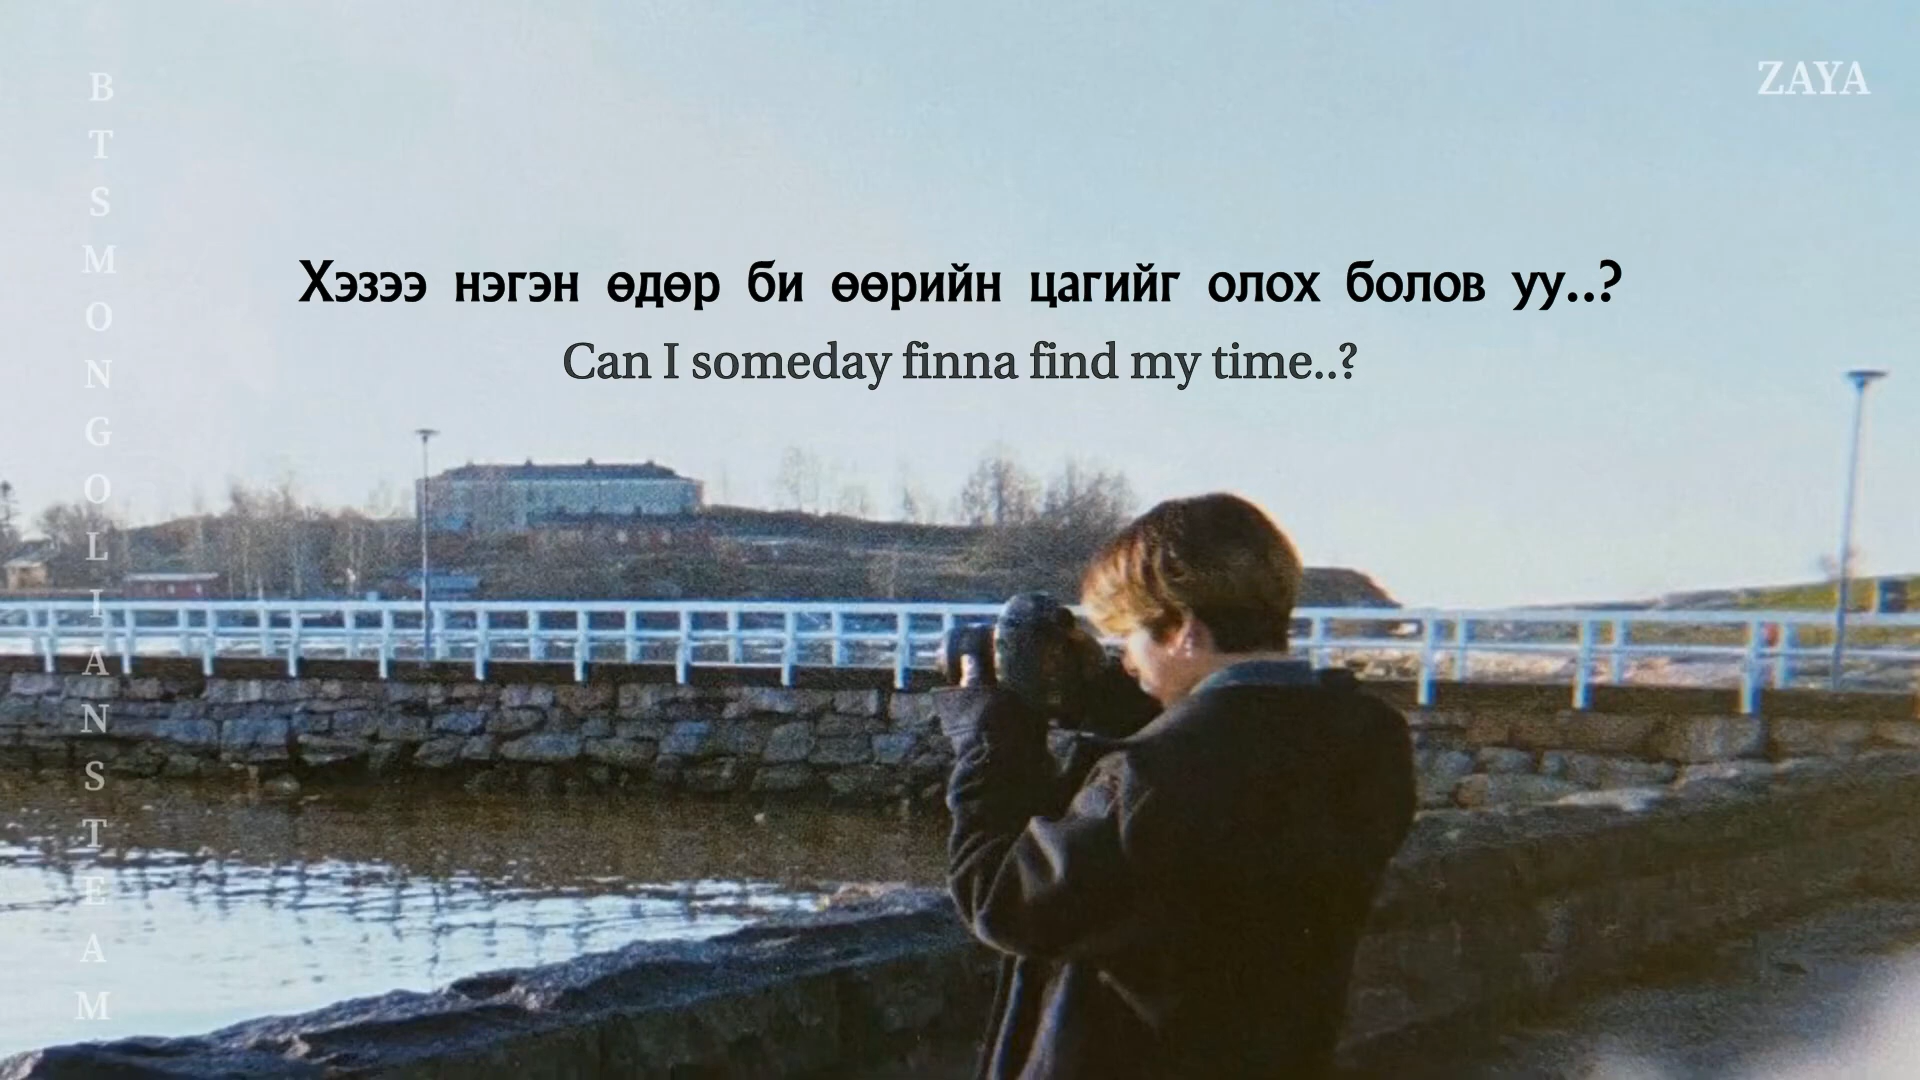 ZAYA
Хэзээ нэгэн өдөр би өөрийн цагийг олох болов уу..?
Can I someday finna find my time..?
BTSMONGOLIANSTEAM